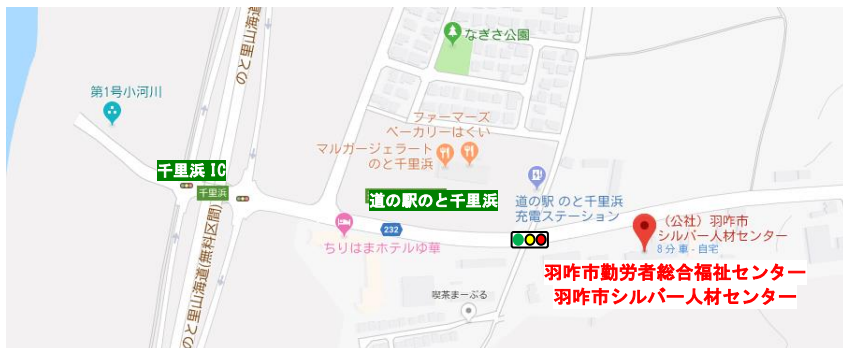 なぎさ公園
のと里山海道
第1号小河川
ファーマーズ
ベーカリーはくい
マルガージェラート
のと千里浜
千里浜 IC
千里浜
道の駅のと千里浜
道の駅 のと千里浜
充電ステーション
232
ちりはまホテルゆ華
（公社）羽咋市
シルバー人材センター
8 分 車 - 自宅
羽咋市勤労者総合福祉センター
羽咋市シルバー人材センター
のと里山海道(無料区間)
喫茶まーぶる